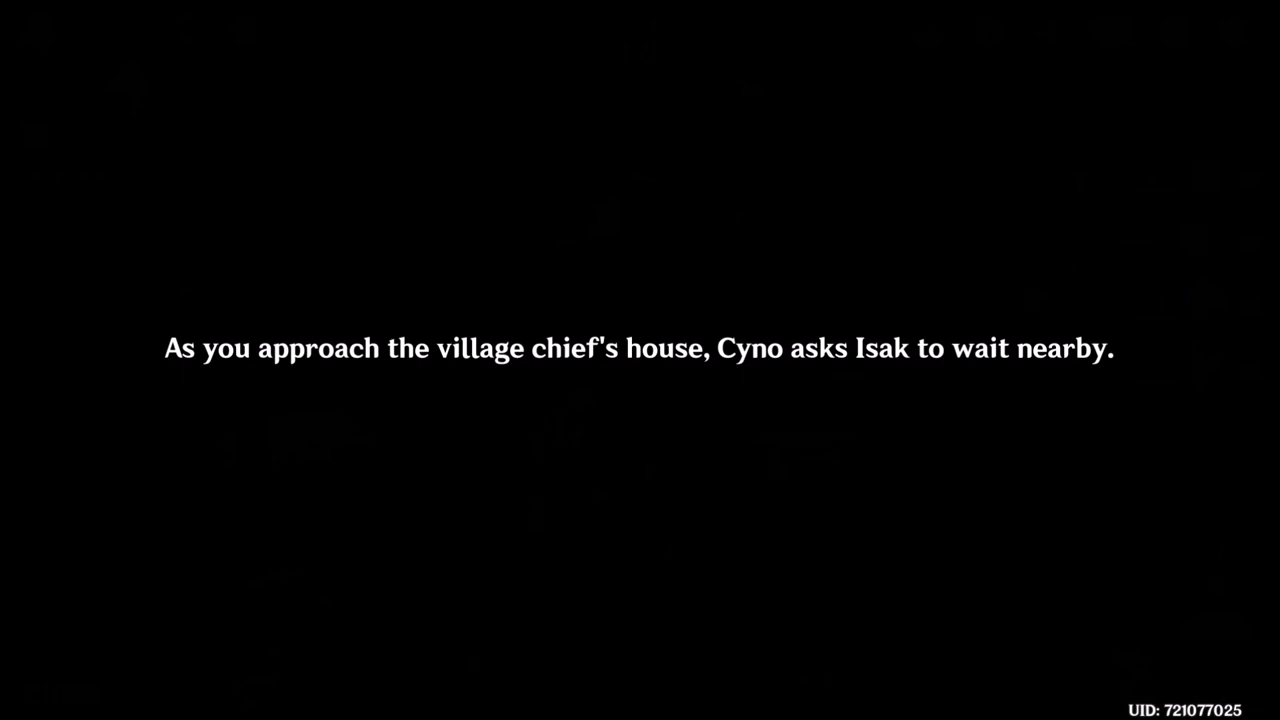 As you approach the village chief's house, Cyno asks Isak to wait nearby.
UID: 721077025